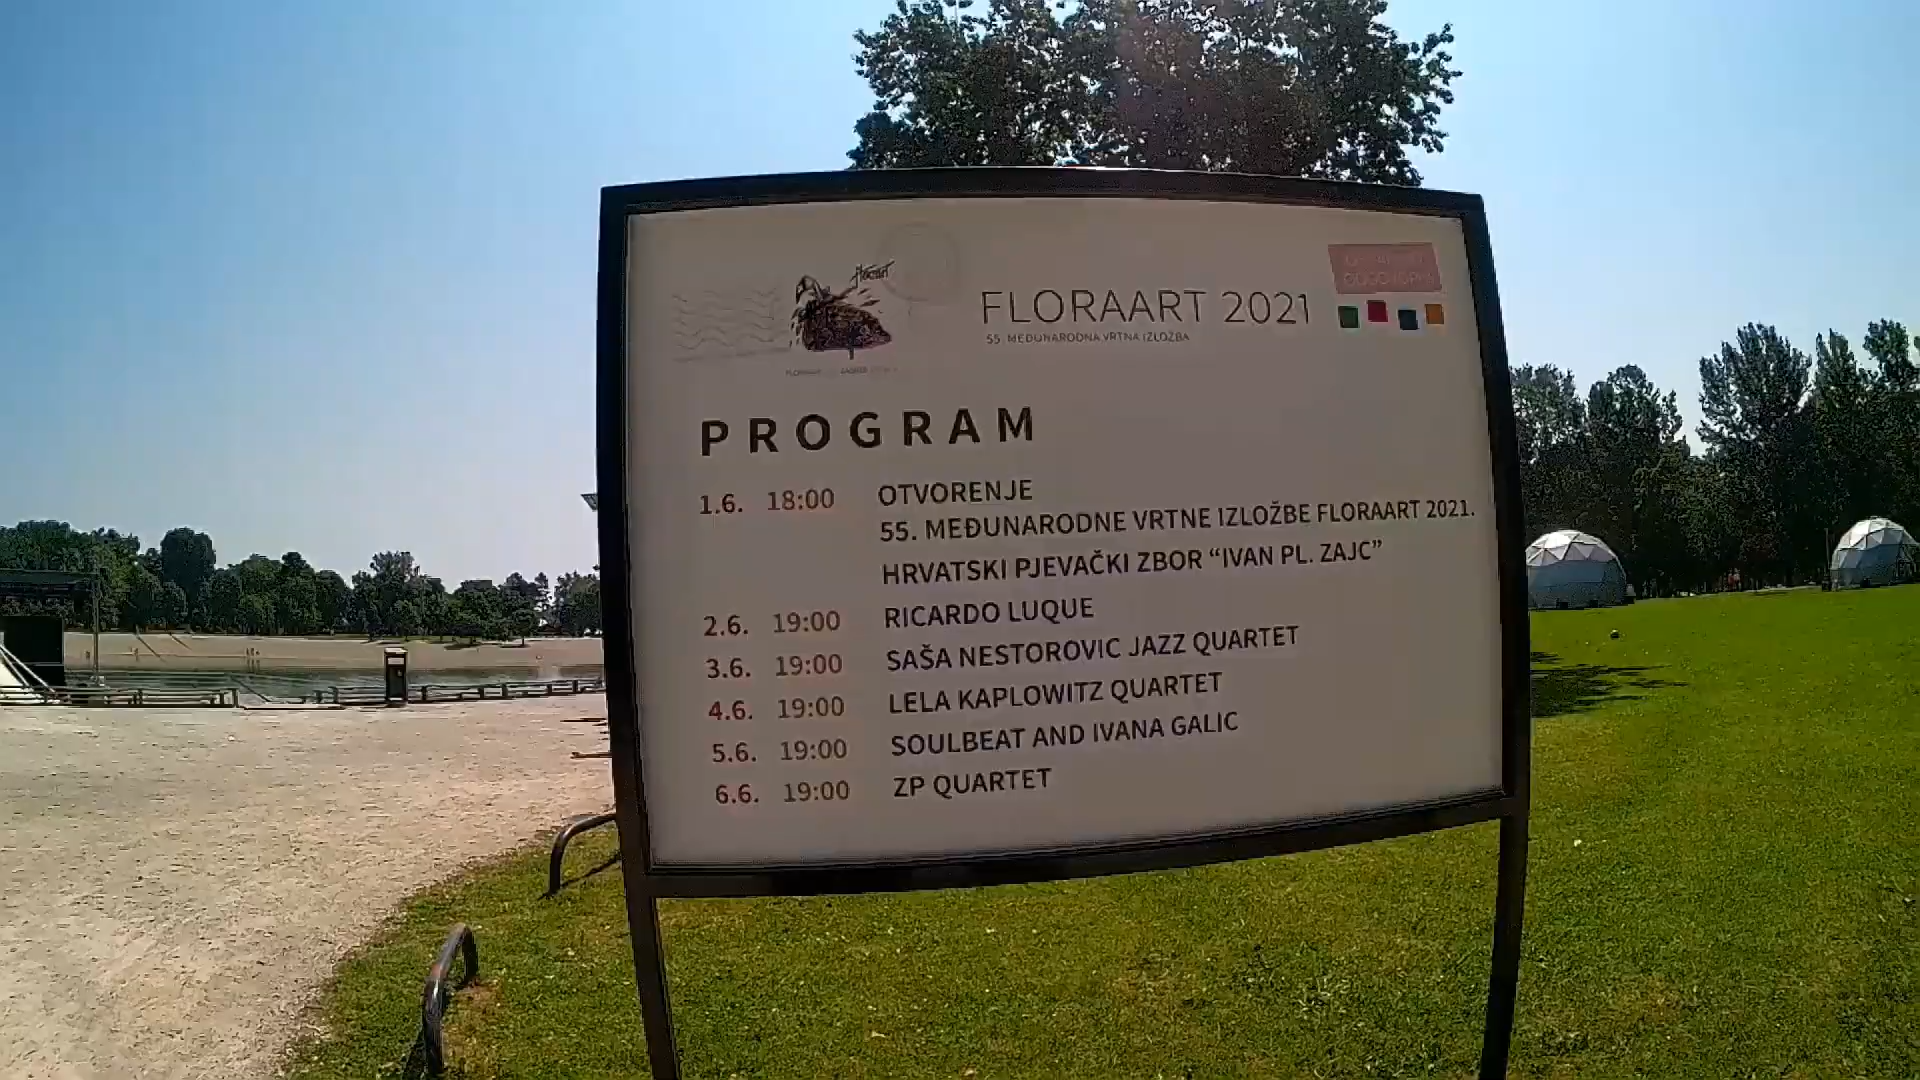 floraart
FLORAART 2021
55. MEĐUNARODNA VRTNA IZLOŽBA
PROGRAM
1.6. 18:00 OTVORENJE
55. MEĐUNARODNE VRTNE IZLOŽBE FLORAART 2021.
HRVATSKI PJEVAČKI ZBOR “IVAN PL. ZAJC”
2.6. 19:00 RICARDO LUQUE
3.6. 19:00 SAŠA NESTOROVIC JAZZ QUARTET
4.6. 19:00 LELA KAPLOWITZ QUARTET
5.6. 19:00 SOULBEAT AND IVANA GALIC
6.6. 19:00 ZP QUARTET